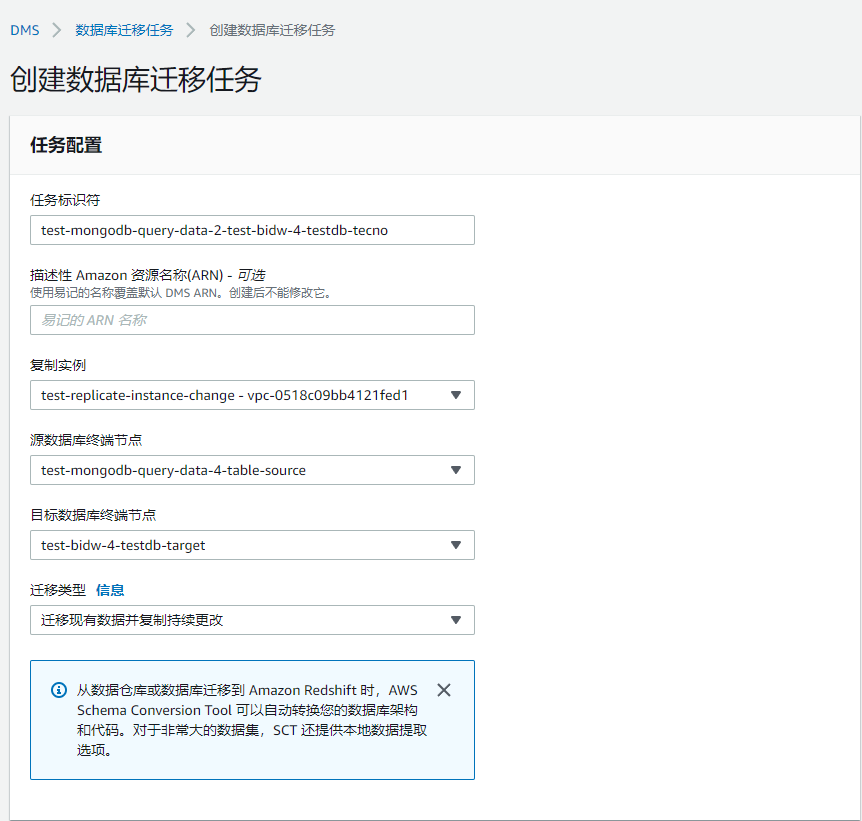 DMS > 数据库迁移任务 > 创建数据库迁移任务
创建数据库迁移任务
任务配置
任务标识符
test-mongodb-query-data-2-test-bidw-4-testdb-tecno
描述性 Amazon 资源名称(ARN) - 可选
使用易记的名称覆盖默认 DMS ARN。创建后不能修改它。
易记的 ARN 名称
复制实例
test-replicate-instance-change - vpc-0518c09bb4121fed1
源数据库终端节点
test-mongodb-query-data-4-table-source
目标数据库终端节点
test-bidw-4-testdb-target
迁移类型 信息
迁移现有数据并复制持续更改
从数据仓库或数据库迁移到 Amazon Redshift 时，AWS
Schema Conversion Tool 可以自动转换您的数据库架构
和代码。对于非常大的数据集，SCT 还提供本地数据提取
选项。